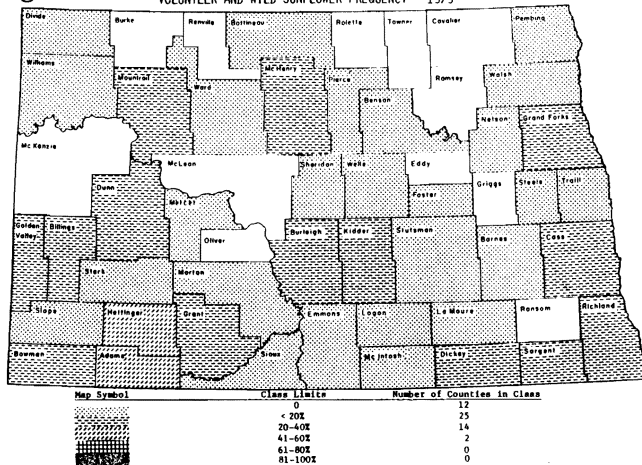 VOLUNTEER AND WILD SUNFLOWER FREQUENCY
Divide Burke Renville Bottineau Rolette Towner Cavalier Pembina
Williams Mountrail Ward McHenry Pierce Benson Ramsey Walsh
Nelson Grand Forks
McKenzie McLean Sheridan Wells Eddy
Dunn Mercer Foster Griggs Steele Traill
Golden Valley Billings Oliver Burleigh Kidder Stutsman Barnes Cass
Stark Morton
Slope Hettinger Grant Emmons Logan La Moure Ransom Richland
Bowman Adams Sioux McIntosh Dickey Sargent
Map Symbol Class Limits Number of Counties in Class
0 12
< 20% 25
20-40% 14
41-60% 2
61-80% 0
81-100% 0